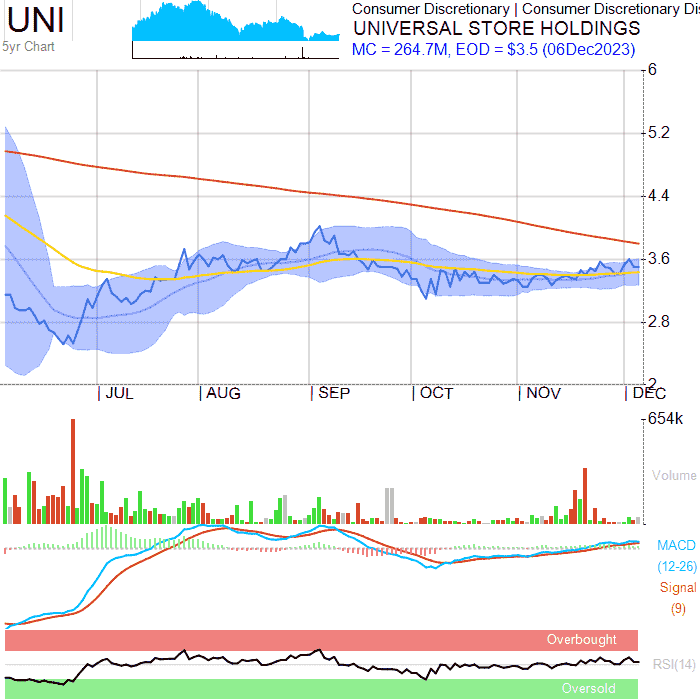 UNI
5yr Chart
Consumer Discretionary | Consumer Discretionary Dis
UNIVERSAL STORE HOLDINGS
MC = 264.7M, EOD = $3.5 (06Dec2023)
6
5.2
4.4
3.6
2.8
2
JUL AUG SEP OCT NOV DEC
654k
Volume
MACD
(12-26)
Signal
(9)
Overbought
RSI(14)
Oversold